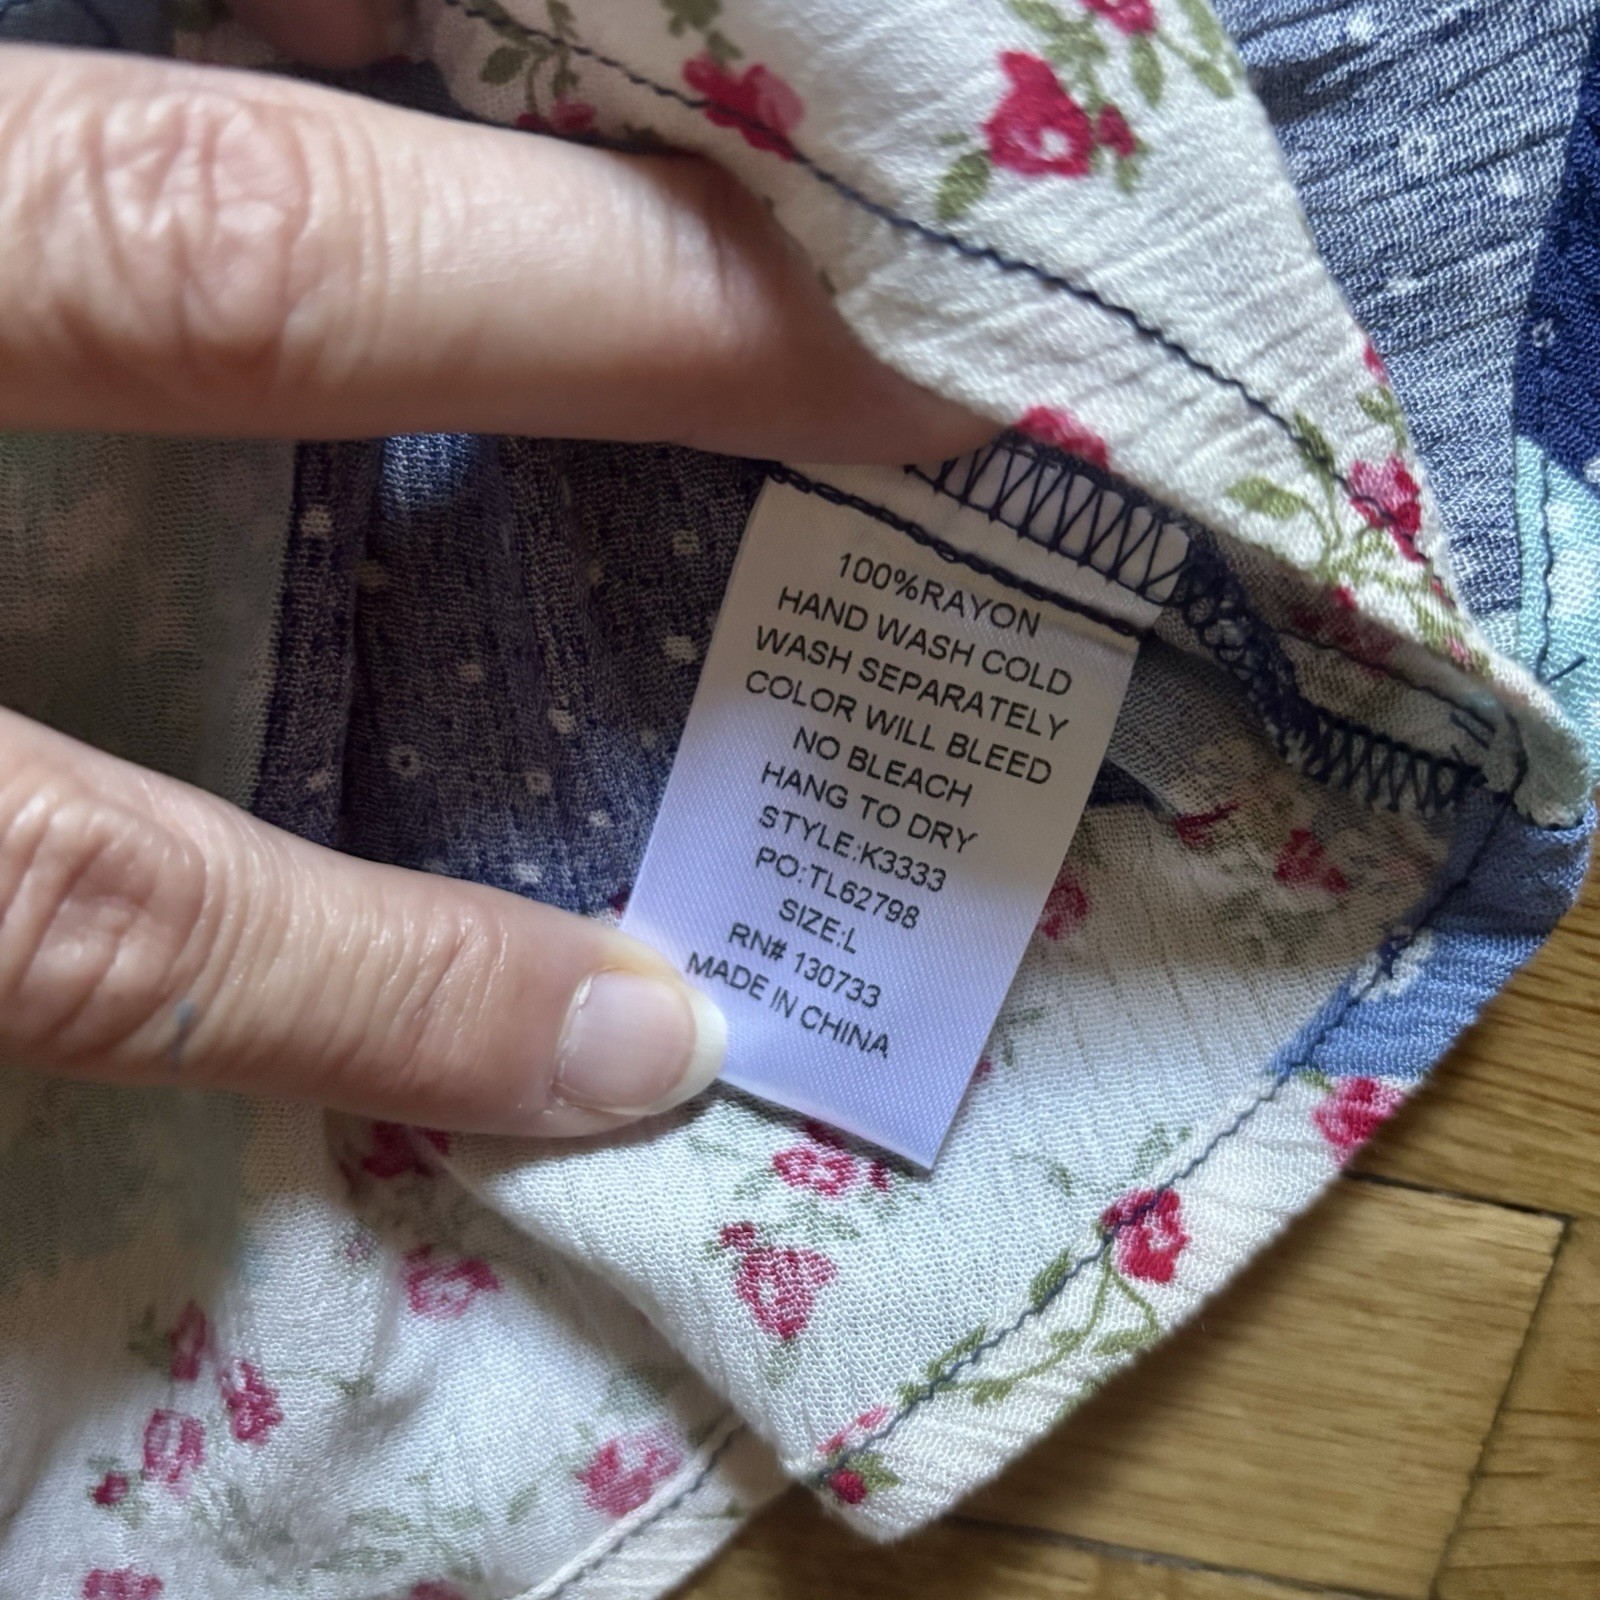 100%RAYON
HAND WASH COLD
WASH SEPARATELY
COLOR WILL BLEED
NO BLEACH
HANG TO DRY
STYLE:K3333
PO:TL62798
SIZE:L
RN# 130733
MADE IN CHINA